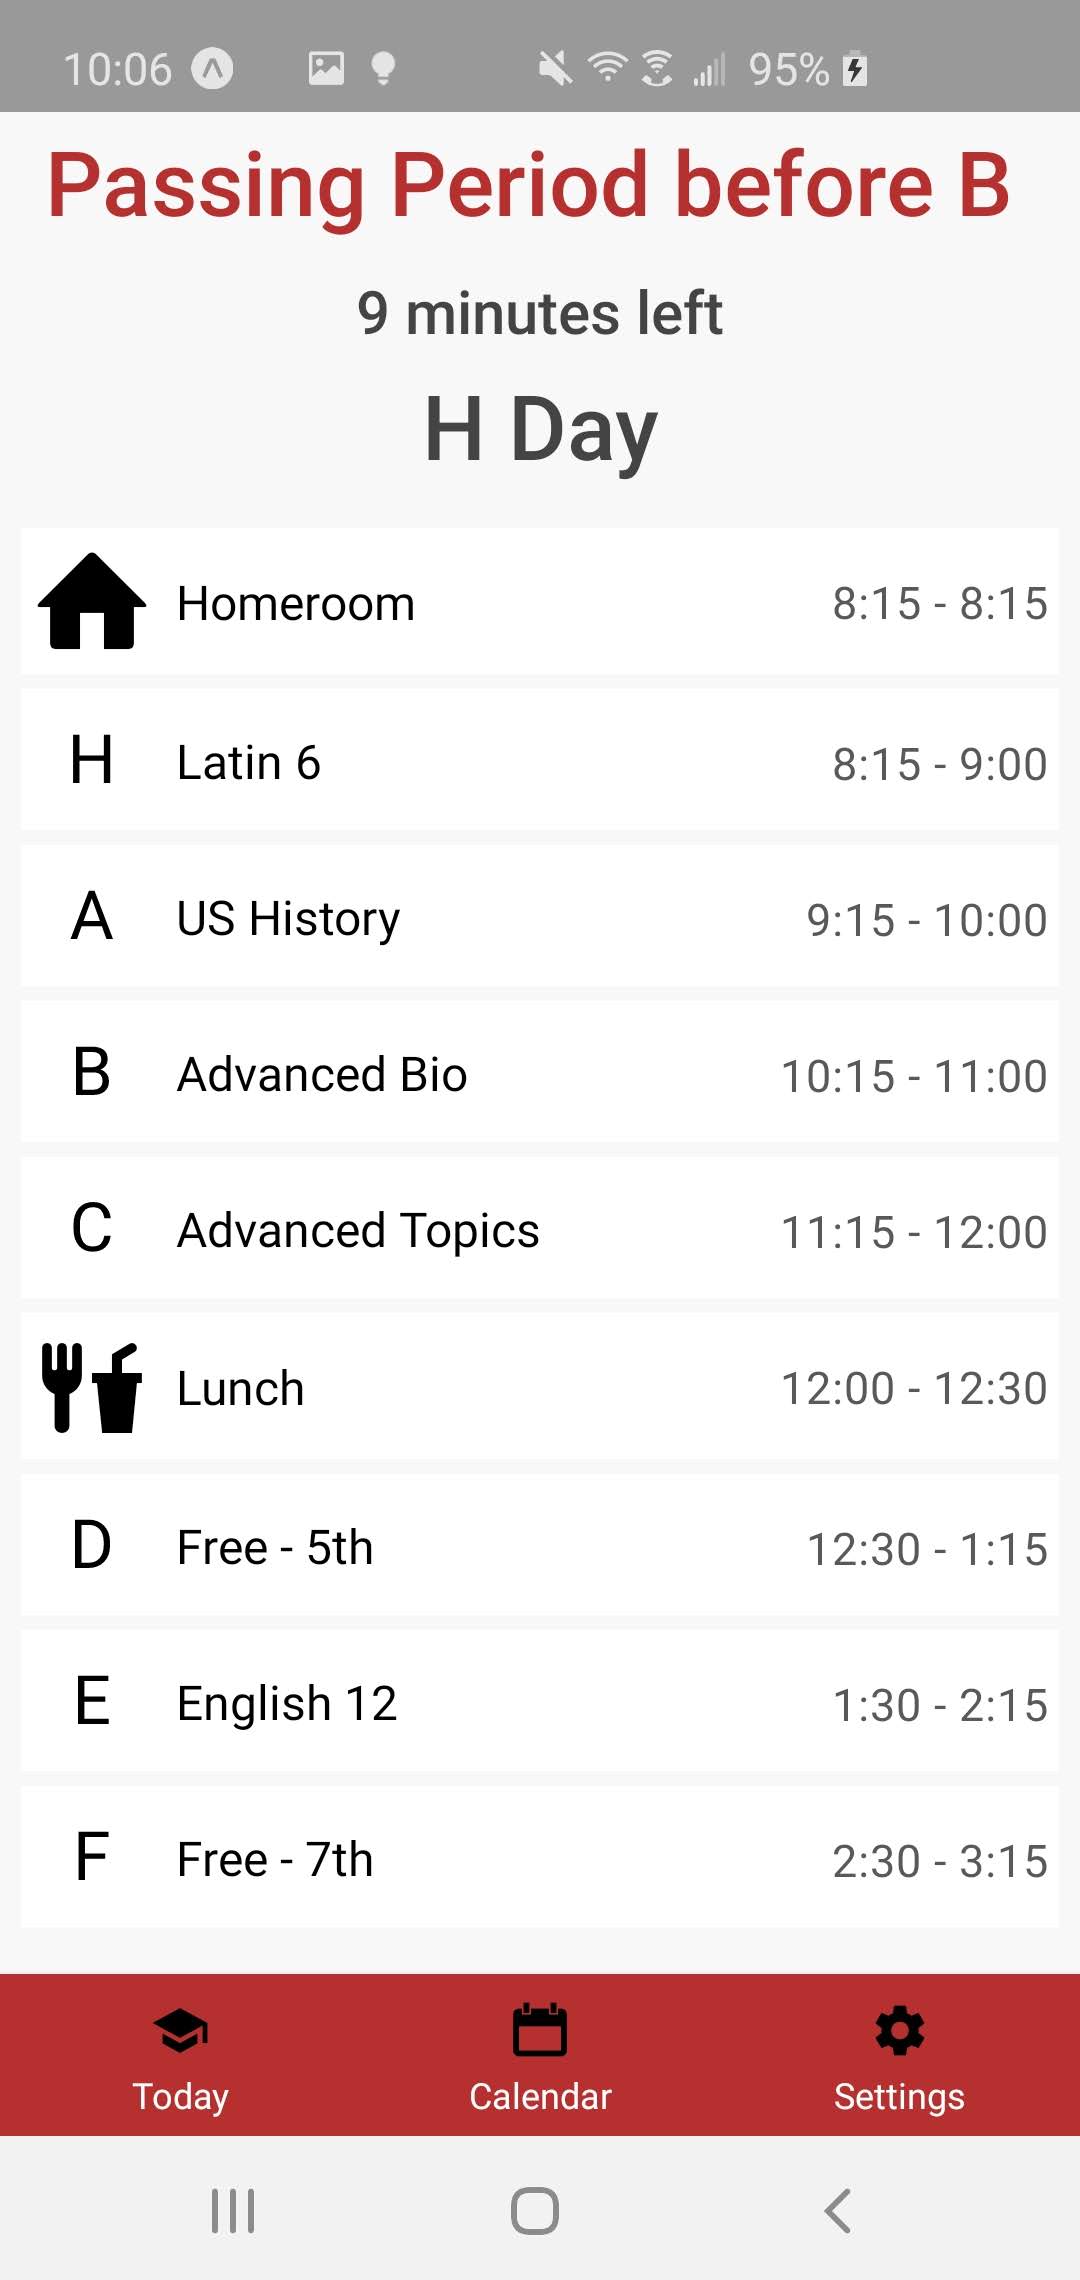 10:06 95%
Passing Period before B
9 minutes left
H Day
Homeroom 8:15 - 8:15
H Latin 6 8:15 - 9:00
A US History 9:15 - 10:00
B Advanced Bio 10:15 - 11:00
C Advanced Topics 11:15 - 12:00
Lunch 12:00 - 12:30
D Free - 5th 12:30 - 1:15
E English 12 1:30 - 2:15
F Free - 7th 2:30 - 3:15
Today Calendar Settings